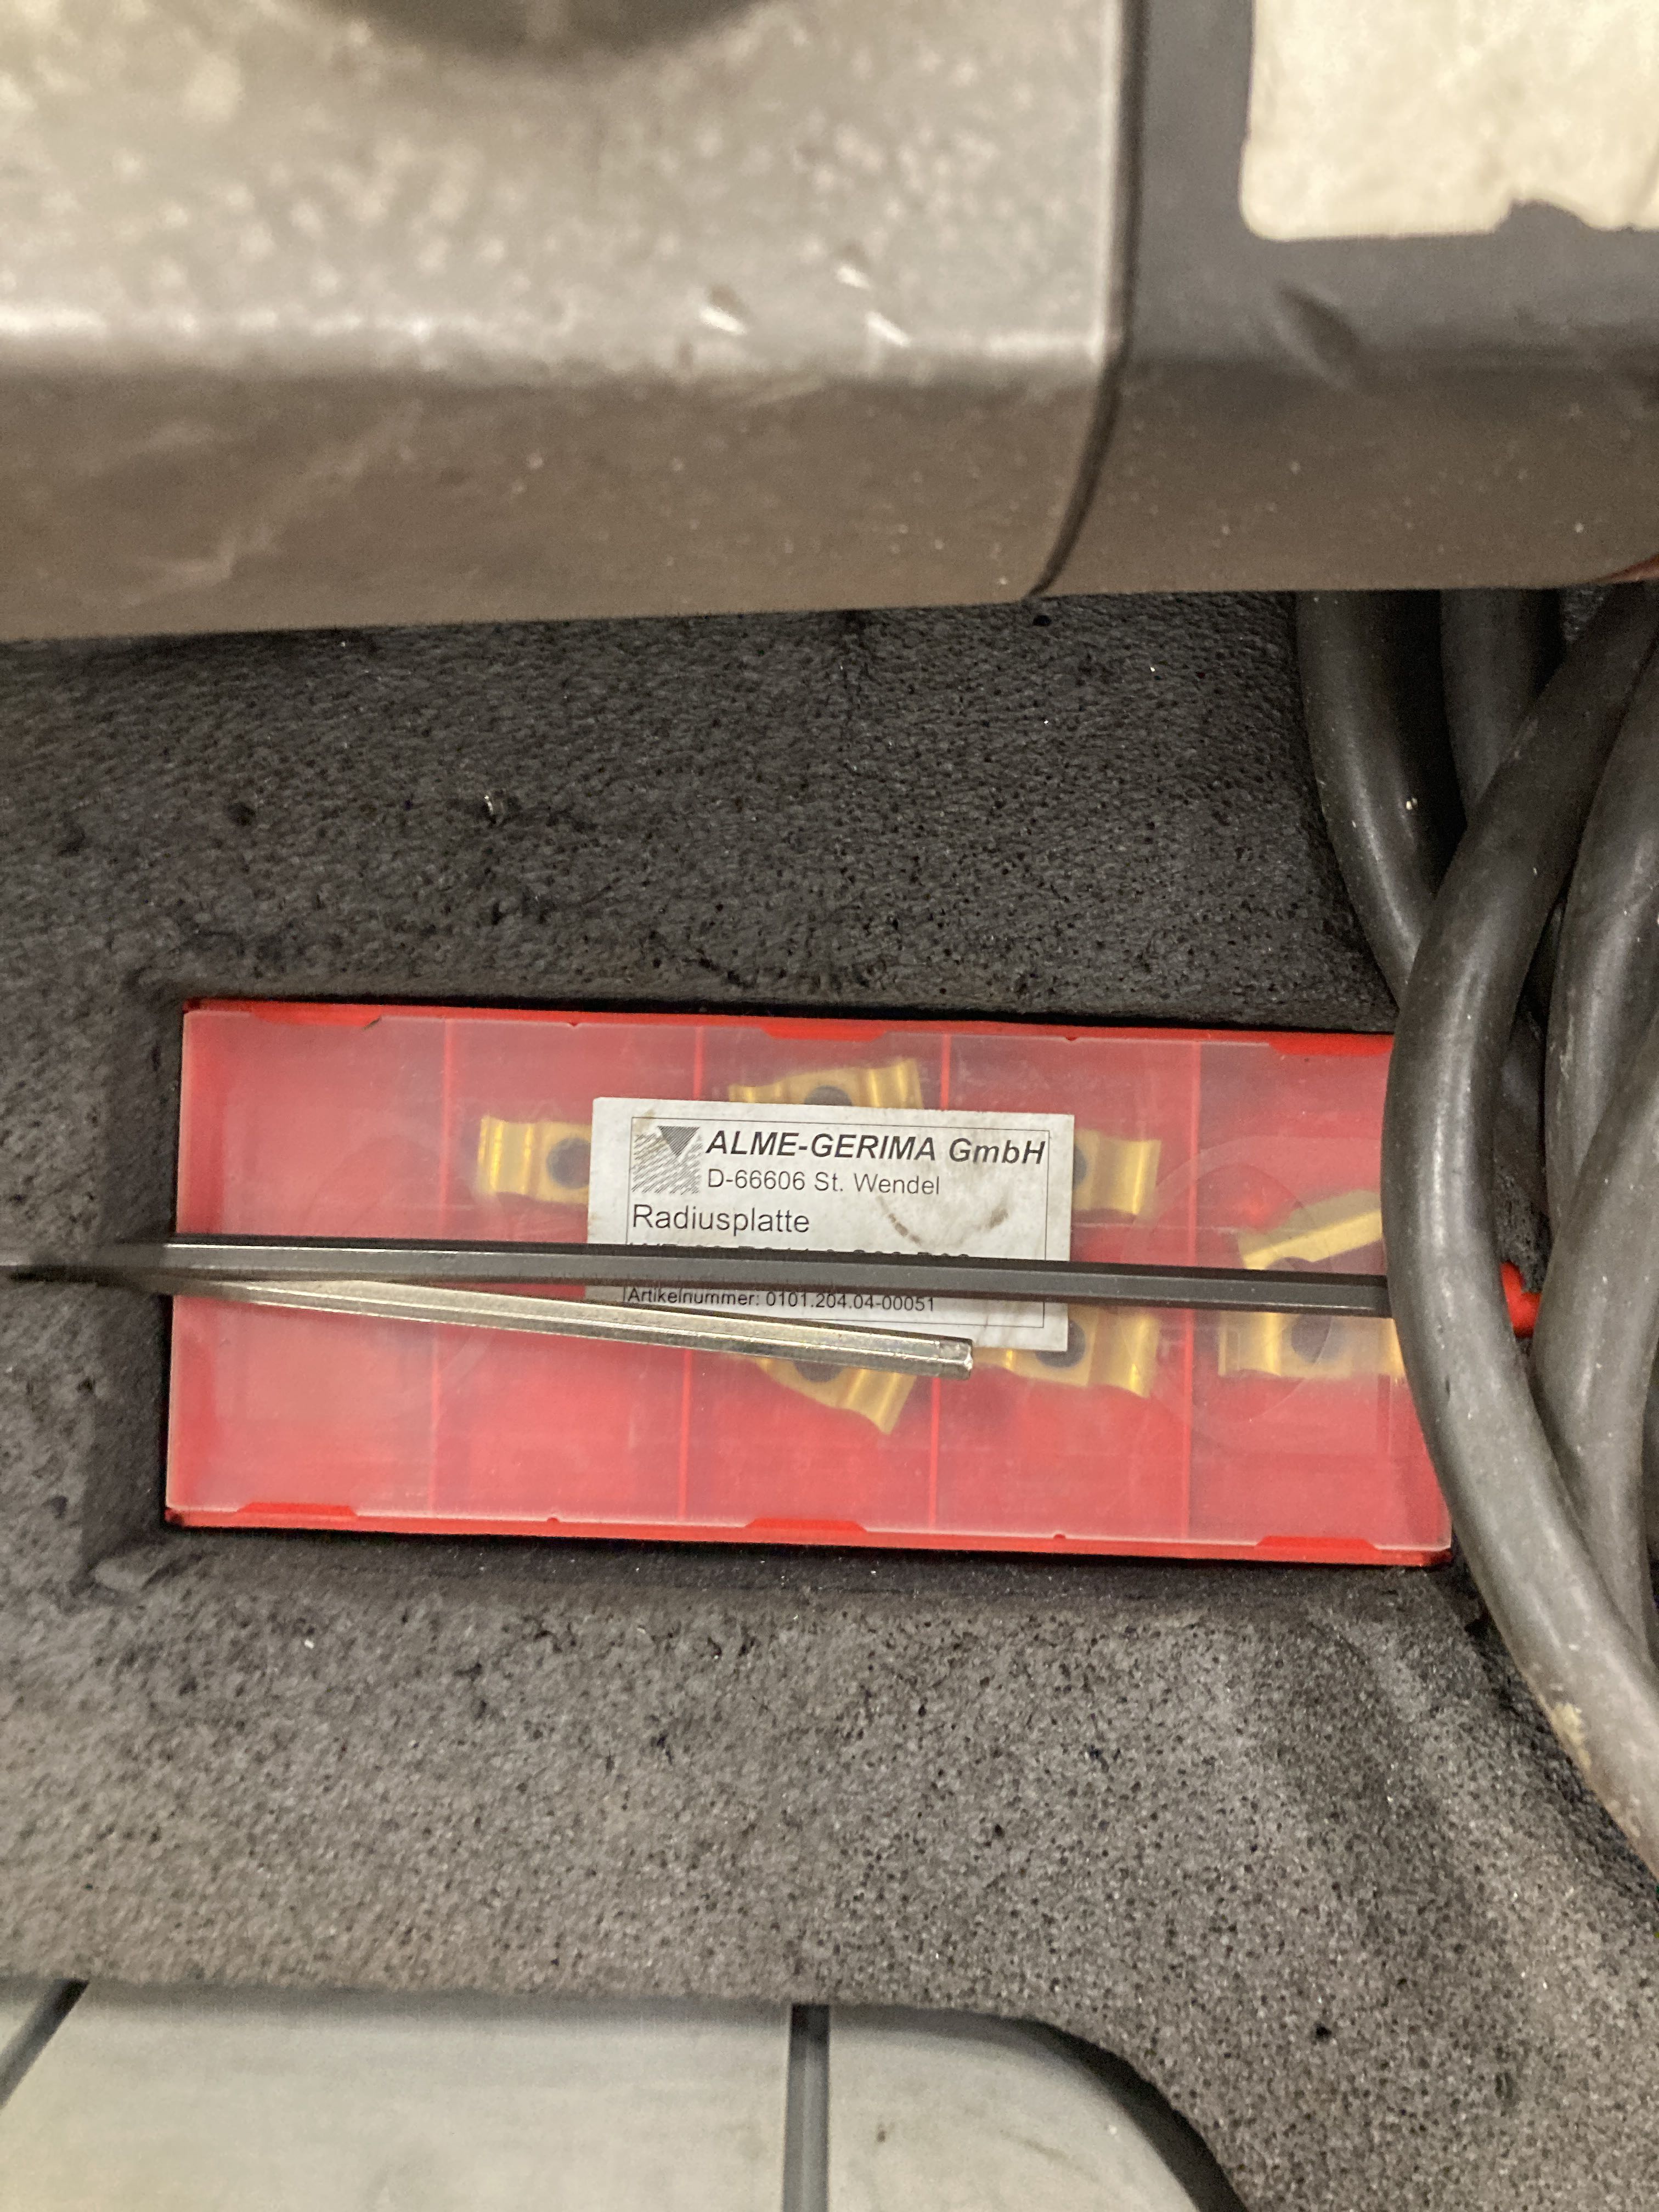 ALME-GERIMA GmbH
D-66606 St. Wendel
Radiusplatte
Artikelnummer: 0101.204.04-00051